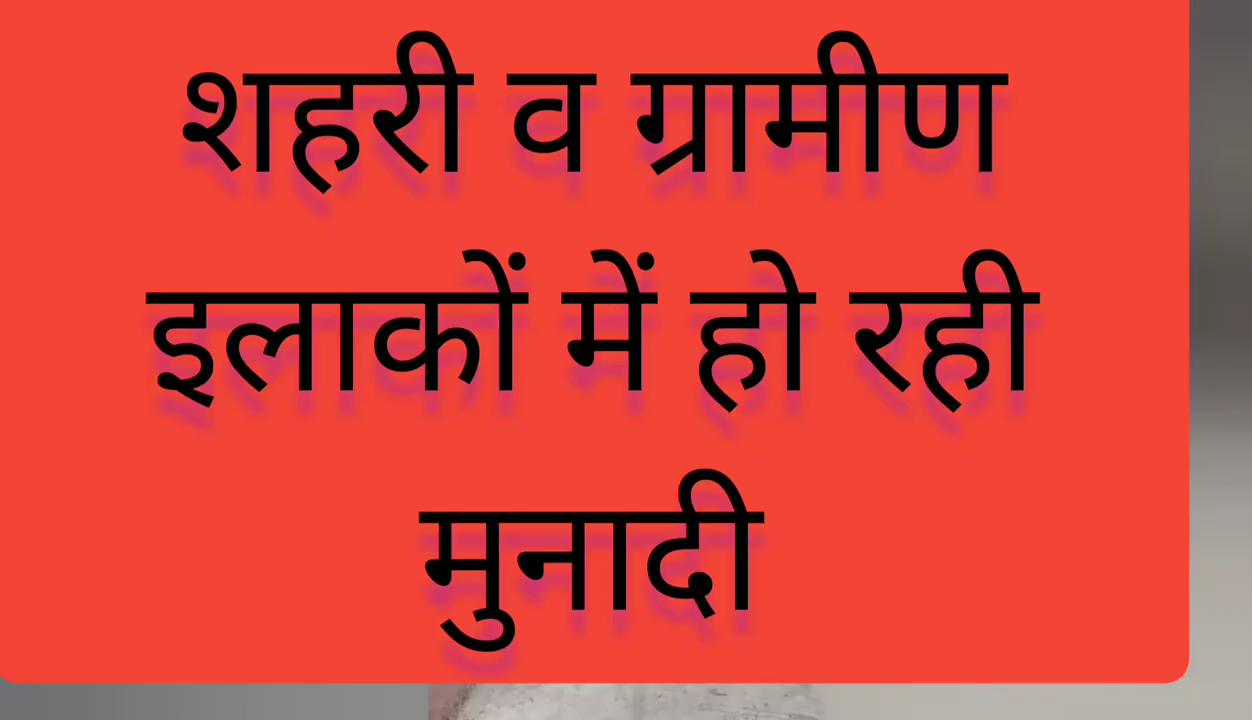 शहरी व ग्रामीण
इलाकों में हो रही
मुनादी